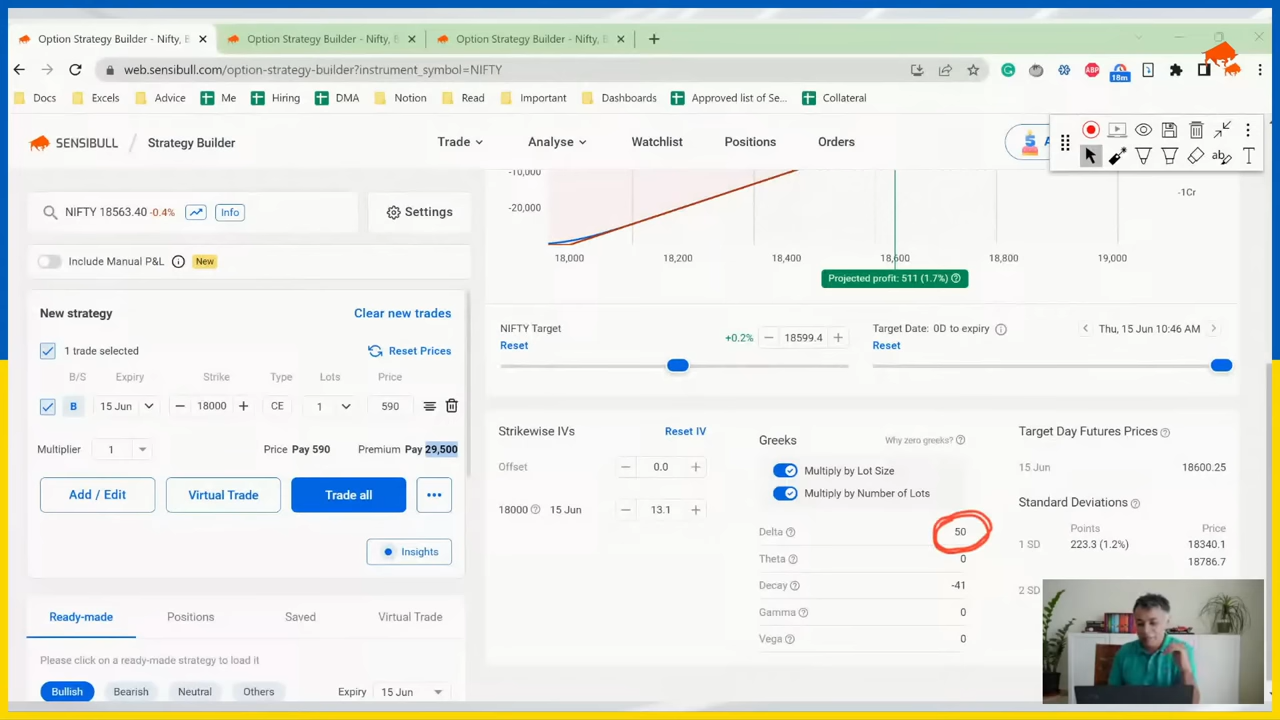 Option Strategy Builder - Nifty, B
Option Strategy Builder - Nifty, B
Option Strategy Builder - Nifty, B
web.sensibull.com/option-strategy-builder?instrument_symbol=NIFTY
ABP
18m
Docs Excels Advice Me Hiring DMA Notion Read Important Dashboards Approved list of Se... Collateral
SENSIBULL Strategy Builder Trade Analyse Watchlist Positions Orders
5
NIFTY 18563.40 -0.4% Info Settings
Include Manual P&L New
New strategy Clear new trades
1 trade selected Reset Prices
B/S Expiry Strike Type Lots Price
B 15 Jun 18000 CE 1 590
Multiplier 1 Price Pay 590 Premium Pay 29,500
Add / Edit Virtual Trade Trade all
Insights
Ready-made Positions Saved Virtual Trade
Please click on a ready-made strategy to load it
Bullish Bearish Neutral Others Expiry 15 Jun
-10,000
-20,000
-1Cr
18,000 18,200 18,400 18,600 18,800 19,000
Projected profit: 511 (1.7%)
NIFTY Target +0.2% 18599.4
Reset
Target Date: 0D to expiry Thu, 15 Jun 10:46 AM
Reset
Strikewise IVs Reset IV
Offset 0.0
18000 15 Jun 13.1
Greeks Why zero greeks?
Multiply by Lot Size
Multiply by Number of Lots
Delta 50
Theta 0
Decay -41
Gamma 0
Vega 0
Target Day Futures Prices
15 Jun 18600.25
Standard Deviations
Points Price
1 SD 223.3 (1.2%) 18340.1
18786.7
2 SD